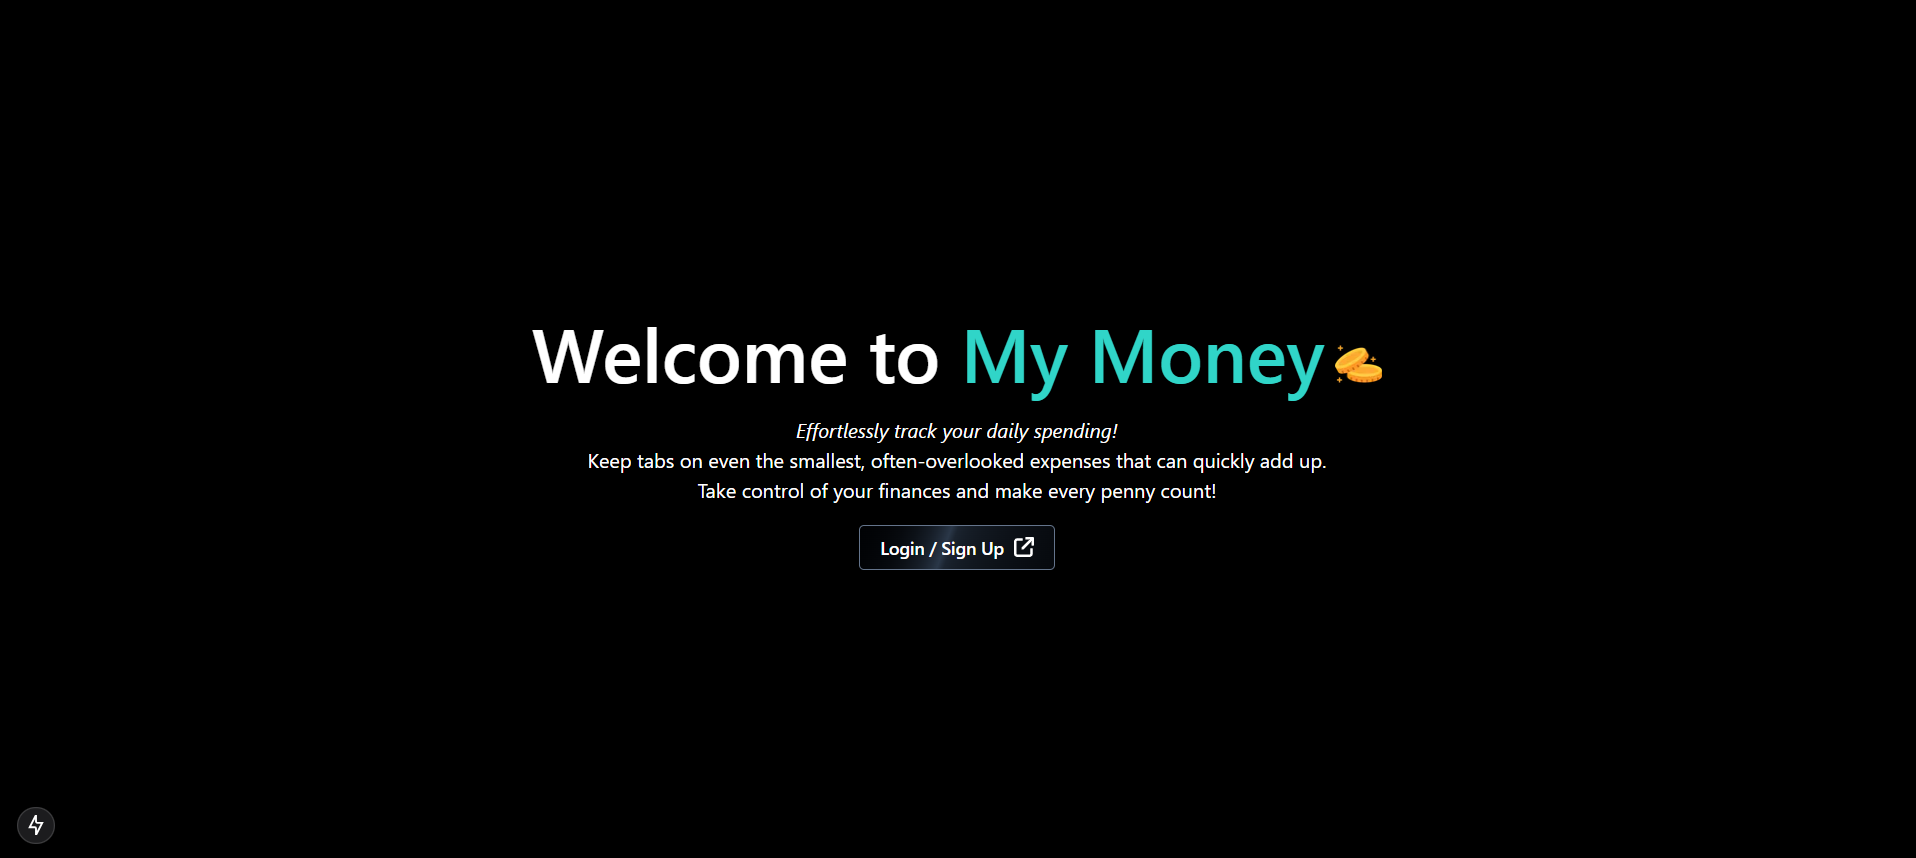 Welcome to My Money
Effortlessly track your daily spending!
Keep tabs on even the smallest, often-overlooked expenses that can quickly add up.
Take control of your finances and make every penny count!
Login / Sign Up